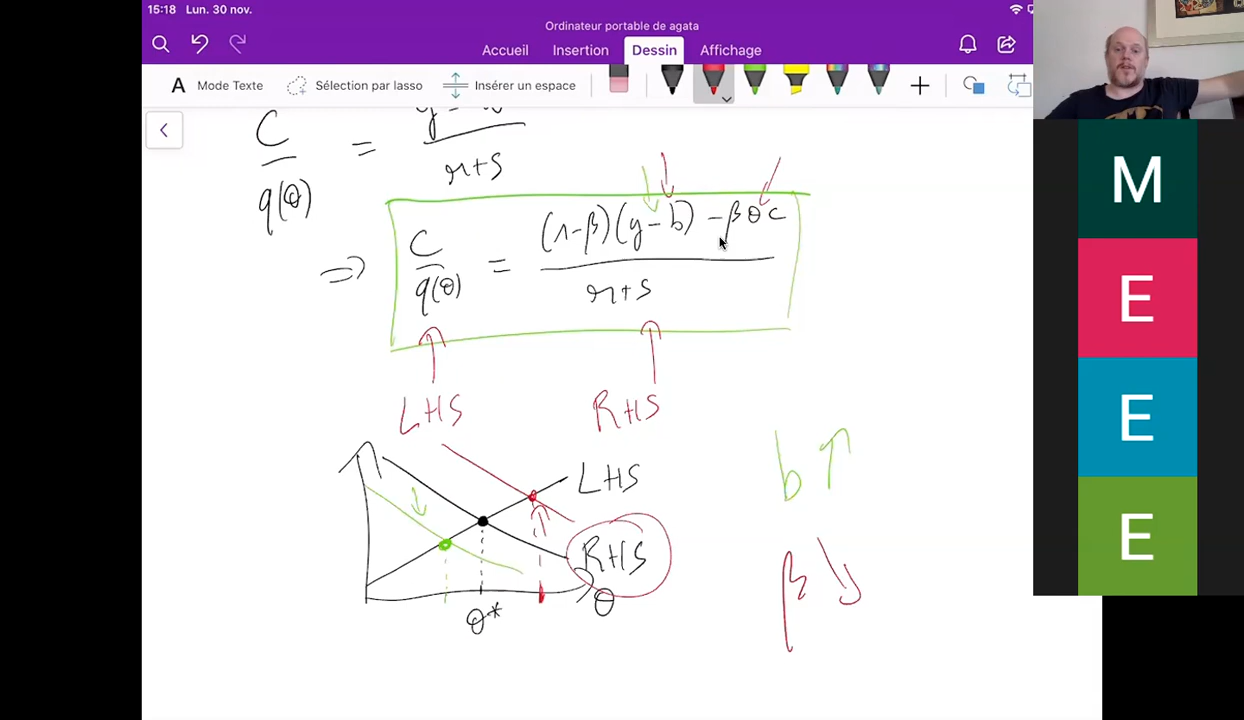 15:18 Lun. 30 nov.
Ordinateur portable de agata
Accueil Insertion Dessin Affichage
A Mode Texte Sélection par lasso Insérer un espace
C / q(θ) = y - w / r+s
=> C / q(θ) = (1-β)(y-b) - βθc / r+s
LHS RHS
LHS
RHS
θ* θ
b ↑
β ↘
M
E
E
E